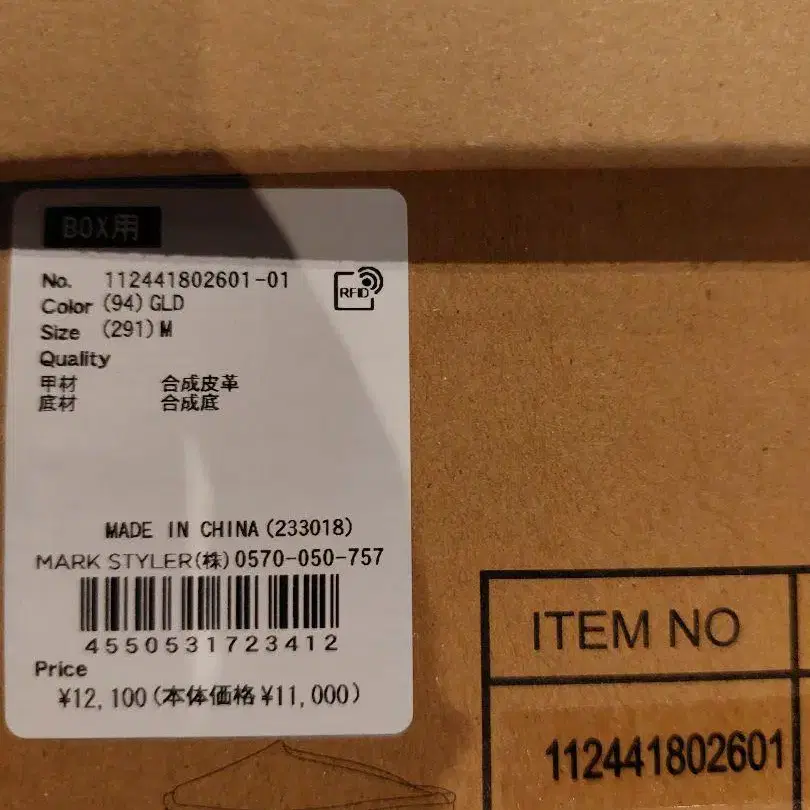 BOX用
No. 112441802601-01
RFID
Color (94) GLD
Size (291) M
Quality
甲材 合成皮革
底材 合成底
MADE IN CHINA (233018)
MARK STYLER(株) 0570-050-757
4550531723412
Price
¥12,100(本体価格¥11,000)
ITEM NO
112441802601